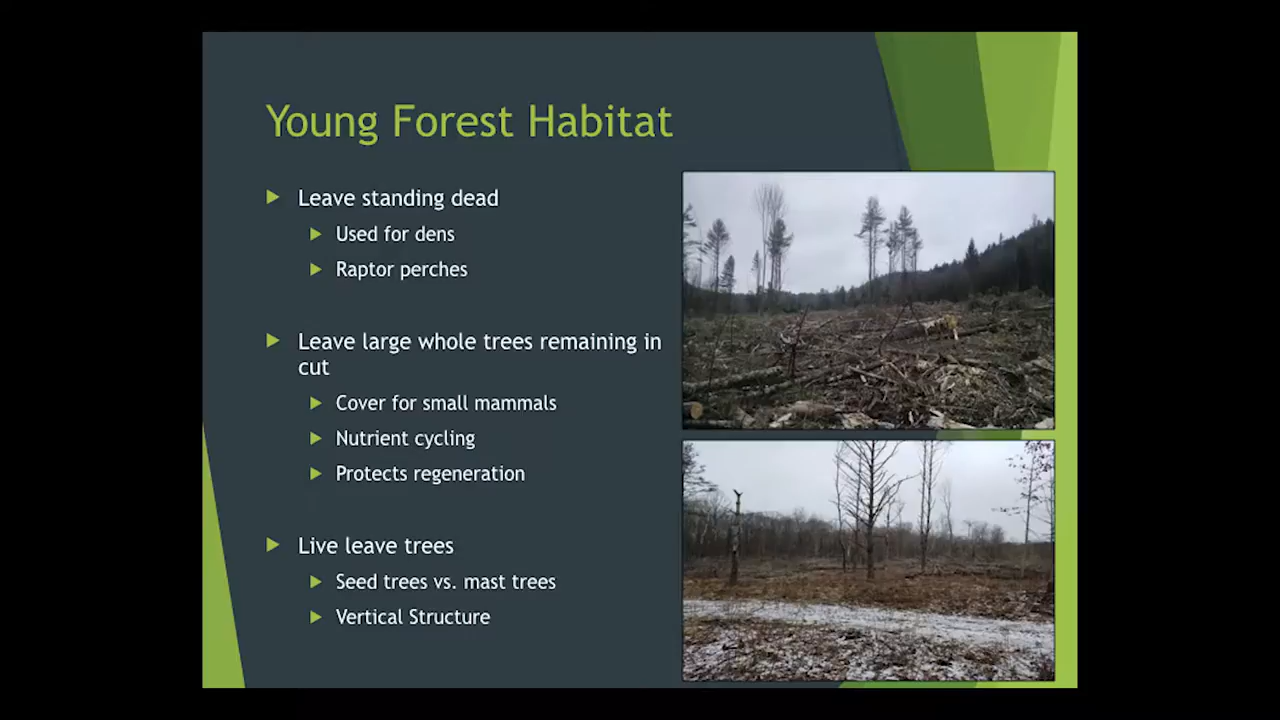 Young Forest Habitat
Leave standing dead
Used for dens
Raptor perches
Leave large whole trees remaining in
cut
Cover for small mammals
Nutrient cycling
Protects regeneration
Live leave trees
Seed trees vs. mast trees
Vertical Structure